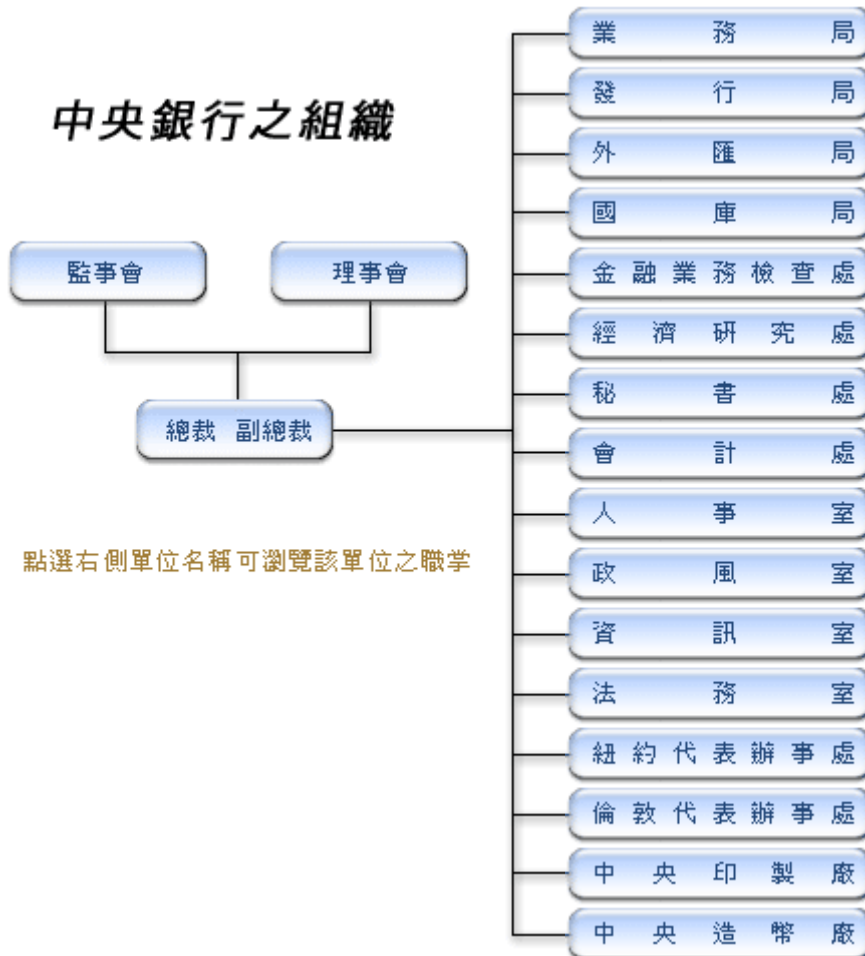 中央銀行之組織
監事會
理事會
總裁 副總裁
點選右側單位名稱可瀏覽該單位之職掌
業務局
發行局
外匯局
國庫局
金融業務檢查處
經濟研究處
秘書處
會計處
人事室
政風室
資訊室
法務室
紐約代表辦事處
倫敦代表辦事處
中央印製廠
中央造幣廠